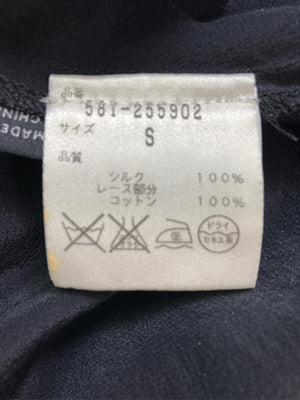 品番
581-255902
サイズ S
品質
シルク 100%
レース部分
コットン 100%
低
ドライ
セキユ系
MADE
CHINA